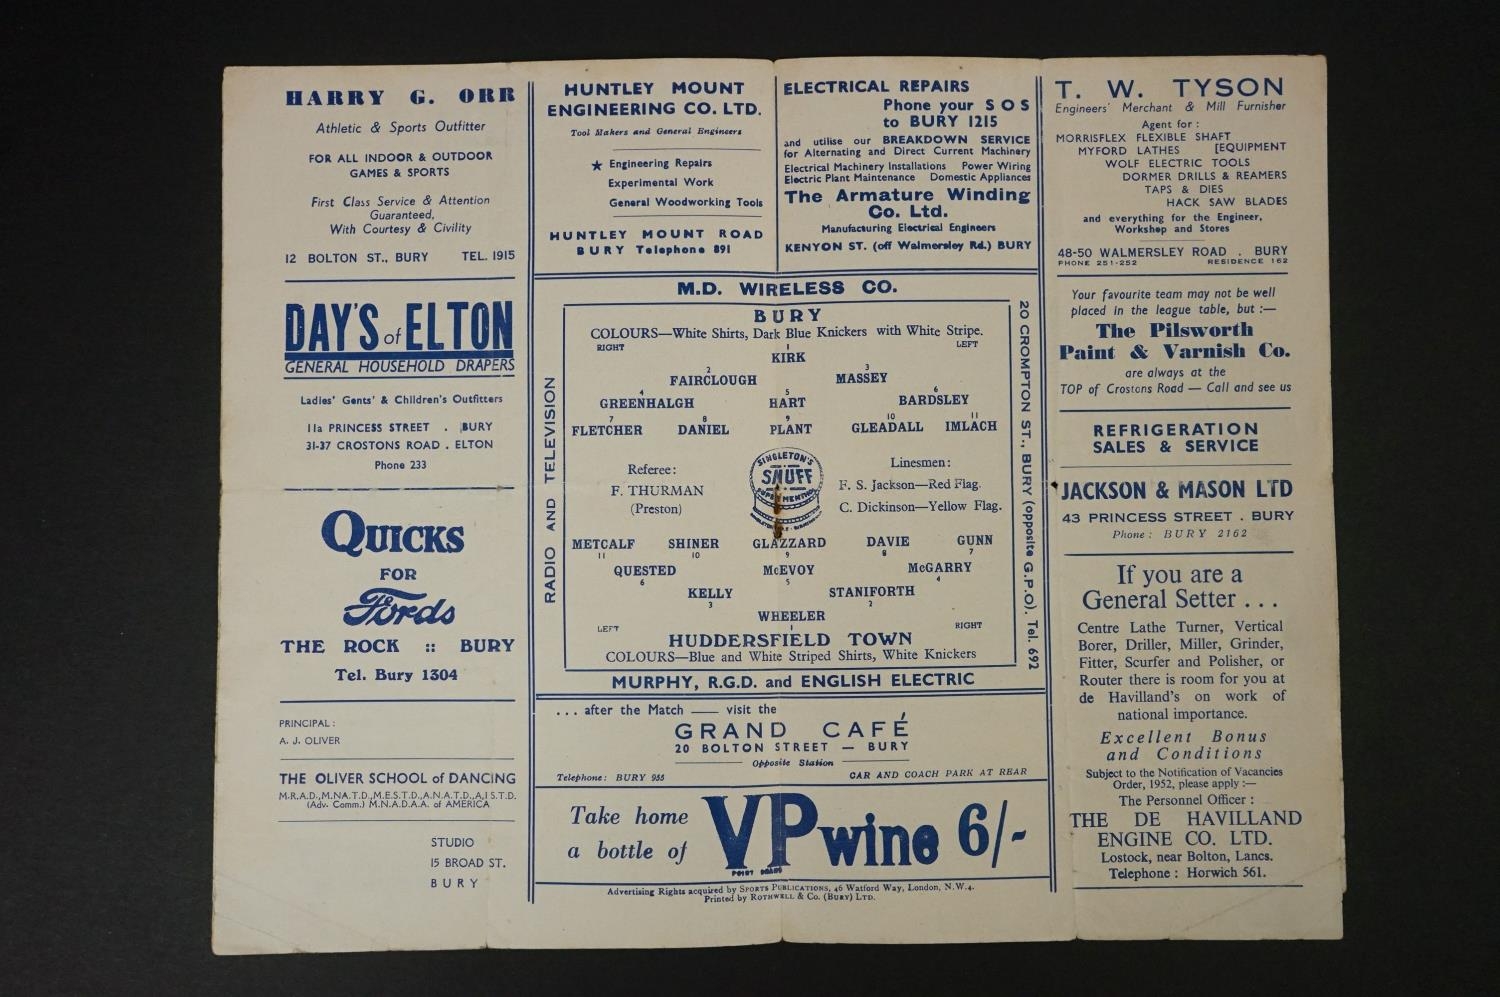 HARRY G. ORR
Athletic & Sports Outfitter
FOR ALL INDOOR & OUTDOOR
GAMES & SPORTS
First Class Service & Attention
Guaranteed,
With Courtesy & Civility
12 BOLTON ST., BURY TEL. 1915
DAY'S of ELTON
GENERAL HOUSEHOLD DRAPERS
Ladies' Gents' & Children's Outfitters
11a PRINCESS STREET . BURY
31-37 CROSTONS ROAD . ELTON
Phone 233
QUICKS
FOR
Fords
THE ROCK :: BURY
Tel. Bury 1304
PRINCIPAL:
A. J. OLIVER
THE OLIVER SCHOOL of DANCING
M.R.A.D., M.N.A.T.D., M.E.S.T.D., A.N.A.T.D., A.I.S.T.D.
(Adv. Comm.) M.N.A.D.A.A. of AMERICA
STUDIO
15 BROAD ST.
BURY
HUNTLEY MOUNT
ENGINEERING CO. LTD.
Tool Makers and General Engineers
★ Engineering Repairs
Experimental Work
General Woodworking Tools
HUNTLEY MOUNT ROAD
BURY Telephone 891
ELECTRICAL REPAIRS
Phone your SOS
to BURY 1215
and utilise our BREAKDOWN SERVICE
for Alternating and Direct Current Machinery
Electrical Machinery Installations Power Wiring
Electric Plant Maintenance Domestic Appliances
The Armature Winding
Co. Ltd.
Manufacturing Electrical Engineers
KENYON ST. (off Walmersley Rd.) BURY
M.D. WIRELESS CO.
RADIO AND TELEVISION
BURY
COLOURS—White Shirts, Dark Blue Knickers with White Stripe.
RIGHT 1 LEFT
KIRK
2 3
FAIRCLOUGH MASSEY
4 5 6
GREENHALGH HART BARDSLEY
7 8 9 10 11
FLETCHER DANIEL PLANT GLEADALL IMLACH
Referee:
F. THURMAN
(Preston)
SINGLETON'S
SNUFF
SUPER MENTHOL
Linesmen:
F. S. Jackson—Red Flag.
C. Dickinson—Yellow Flag.
METCALF SHINER GLAZZARD DAVIE GUNN
11 10 9 8 7
QUESTED McEVOY McGARRY
6 5 4
KELLY STANIFORTH
3 2
WHEELER
LEFT 1 RIGHT
HUDDERSFIELD TOWN
COLOURS—Blue and White Striped Shirts, White Knickers
20 CROMPTON ST., BURY (opposite G.P.O). Tel. 692
MURPHY, R.G.D. and ENGLISH ELECTRIC
... after the Match — visit the
GRAND CAFÉ
20 BOLTON STREET — BURY
Opposite Station
Telephone: BURY 955 CAR AND COACH PARK AT REAR
Take home
a bottle of
VP wine 6/-
Advertising Rights acquired by SPORTS PUBLICATIONS, 46 Watford Way, London, N.W.4.
Printed by ROTHWELL & Co. (BURY) LTD.
T. W. TYSON
Engineers' Merchant & Mill Furnisher
Agent for :
MORRISFLEX FLEXIBLE SHAFT
MYFORD LATHES [EQUIPMENT
WOLF ELECTRIC TOOLS
DORMER DRILLS & REAMERS
TAPS & DIES
HACK SAW BLADES
and everything for the Engineer,
Workshop and Stores
48-50 WALMERSLEY ROAD . BURY
PHONE 251-252 RESIDENCE 162
Your favourite team may not be well
placed in the league table, but :—
The Pilsworth
Paint & Varnish Co.
are always at the
TOP of Crostons Road — Call and see us
REFRIGERATION
SALES & SERVICE
JACKSON & MASON LTD
43 PRINCESS STREET . BURY
Phone: BURY 2162
If you are a
General Setter . . .
Centre Lathe Turner, Vertical
Borer, Driller, Miller, Grinder,
Fitter, Scurfer and Polisher, or
Router there is room for you at
de Havilland's on work of
national importance.
Excellent Bonus
and Conditions
Subject to the Notification of Vacancies
Order, 1952, please apply :—
The Personnel Officer :
THE DE HAVILLAND
ENGINE CO. LTD.
Lostock, near Bolton, Lancs.
Telephone : Horwich 561.